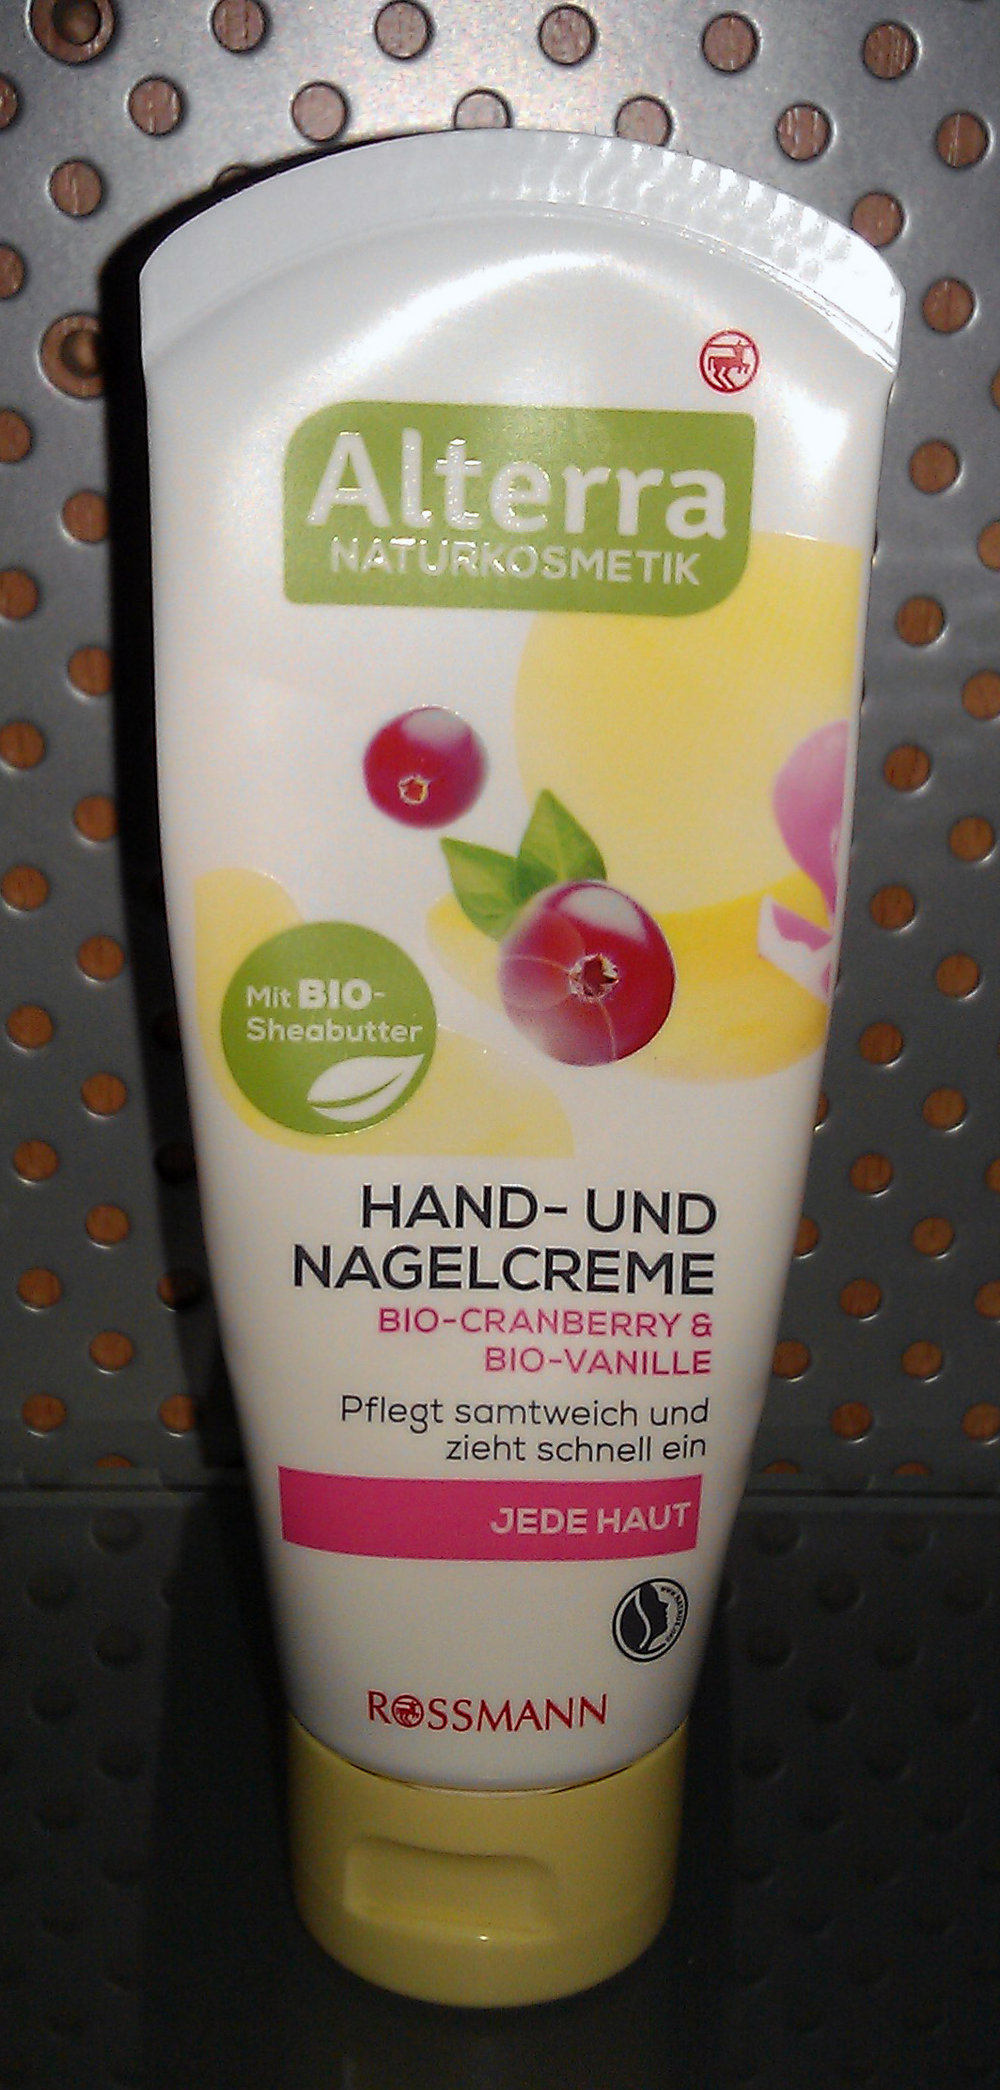 Alterra
NATURKOSMETIK
Mit BIO-
Sheabutter
HAND- UND
NAGELCREME
BIO-CRANBERRY &
BIO-VANILLE
Pflegt samtweich und
zieht schnell ein
JEDE HAUT
ROSSMANN